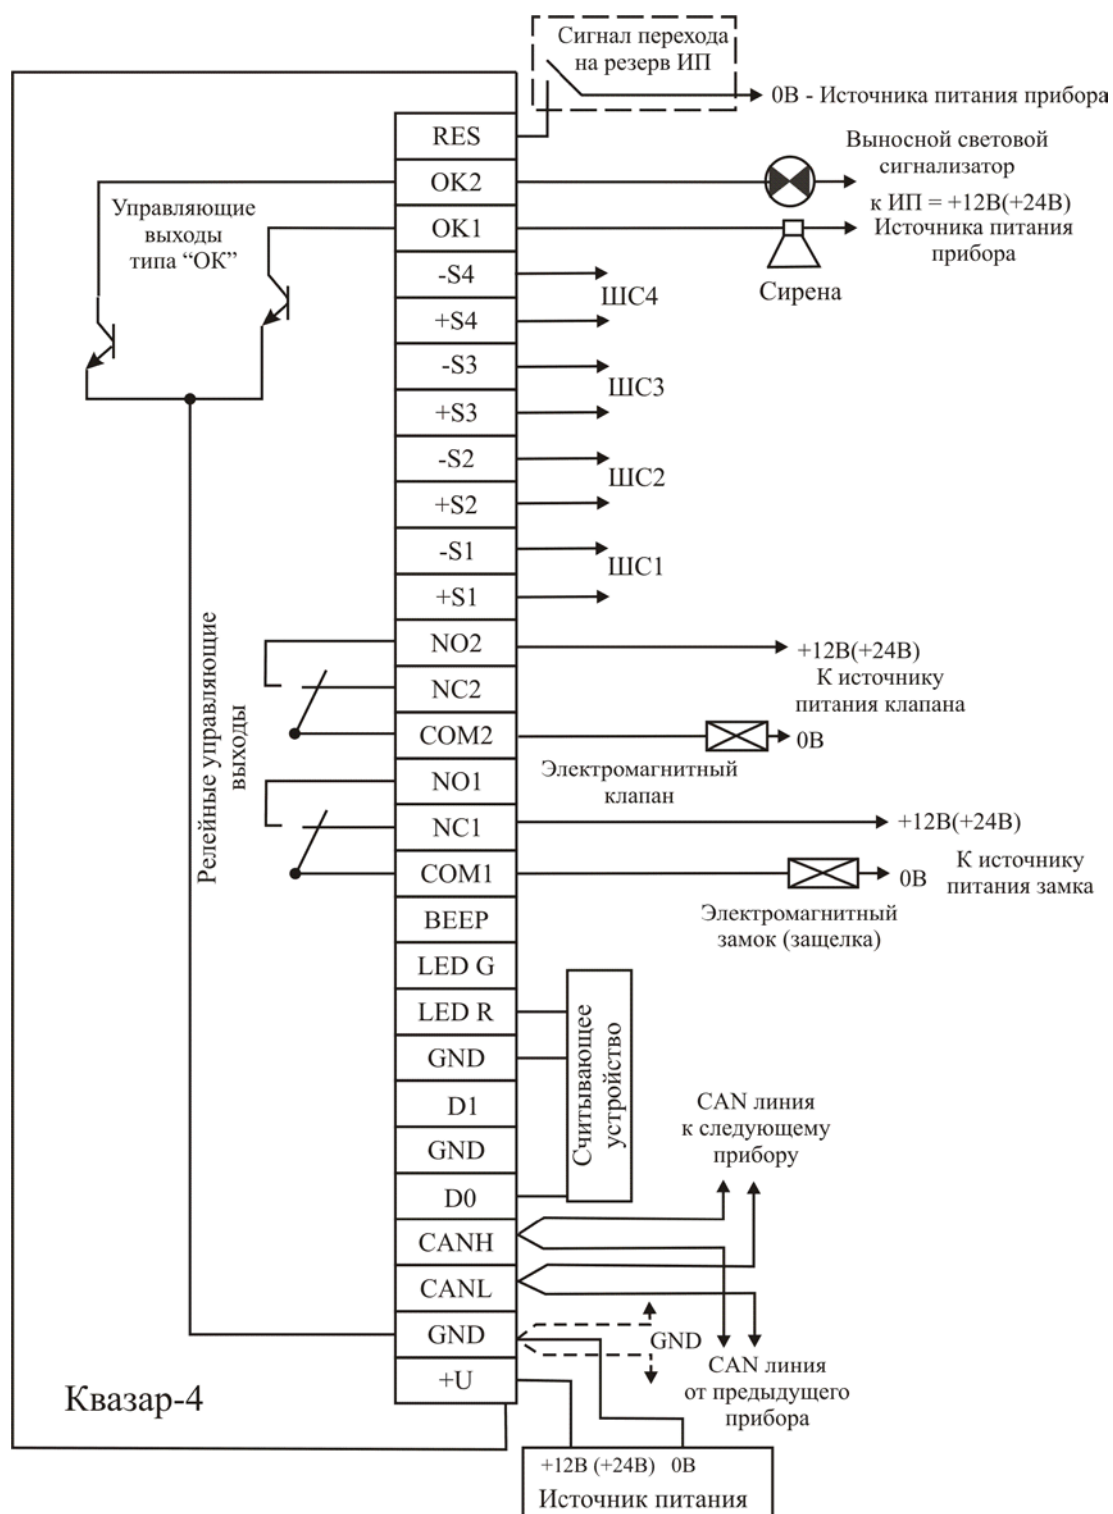 Сигнал перехода
на резерв ИП
0В - Источника питания прибора
RES
Выносной световой
сигнализатор
OK2
к ИП = +12В(+24В)
Управляющие
выходы
типа “ОК”
OK1
Источника питания
прибора
Сирена
-S4
ШС4
+S4
-S3
ШС3
+S3
-S2
ШС2
+S2
-S1
ШС1
+S1
Релейные управляющие
выходы
NO2
+12В(+24В)
К источнику
питания клапана
NC2
COM2
0В
Электромагнитный
клапан
NO1
NC1
+12В(+24В)
COM1
0В
К источнику
питания замка
Электромагнитный
замок (защелка)
BEEP
LED G
LED R
GND
D1
GND
D0
Считывающее
устройство
CAN линия
к следующему
прибору
CANH
CANL
GND
GND
+U
CAN линия
от предыдущего
прибора
Квазар-4
+12В (+24В) 0В
Источник питания